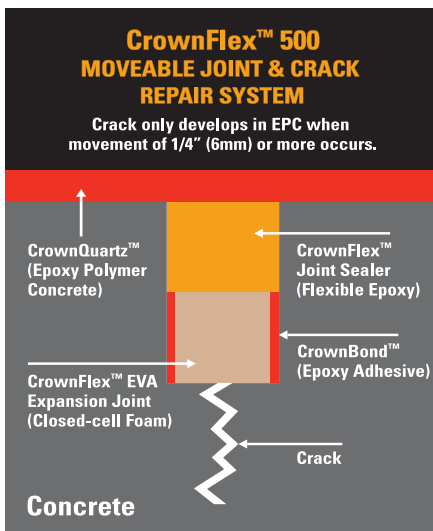 CrownFlex™ 500
MOVEABLE JOINT & CRACK
REPAIR SYSTEM
Crack only develops in EPC when
movement of 1/4” (6mm) or more occurs.
CrownQuartz™
(Epoxy Polymer
Concrete)
CrownFlex™
Joint Sealer
(Flexible Epoxy)
CrownBond™
(Epoxy Adhesive)
CrownFlex™ EVA
Expansion Joint
(Closed-cell Foam)
Crack
Concrete